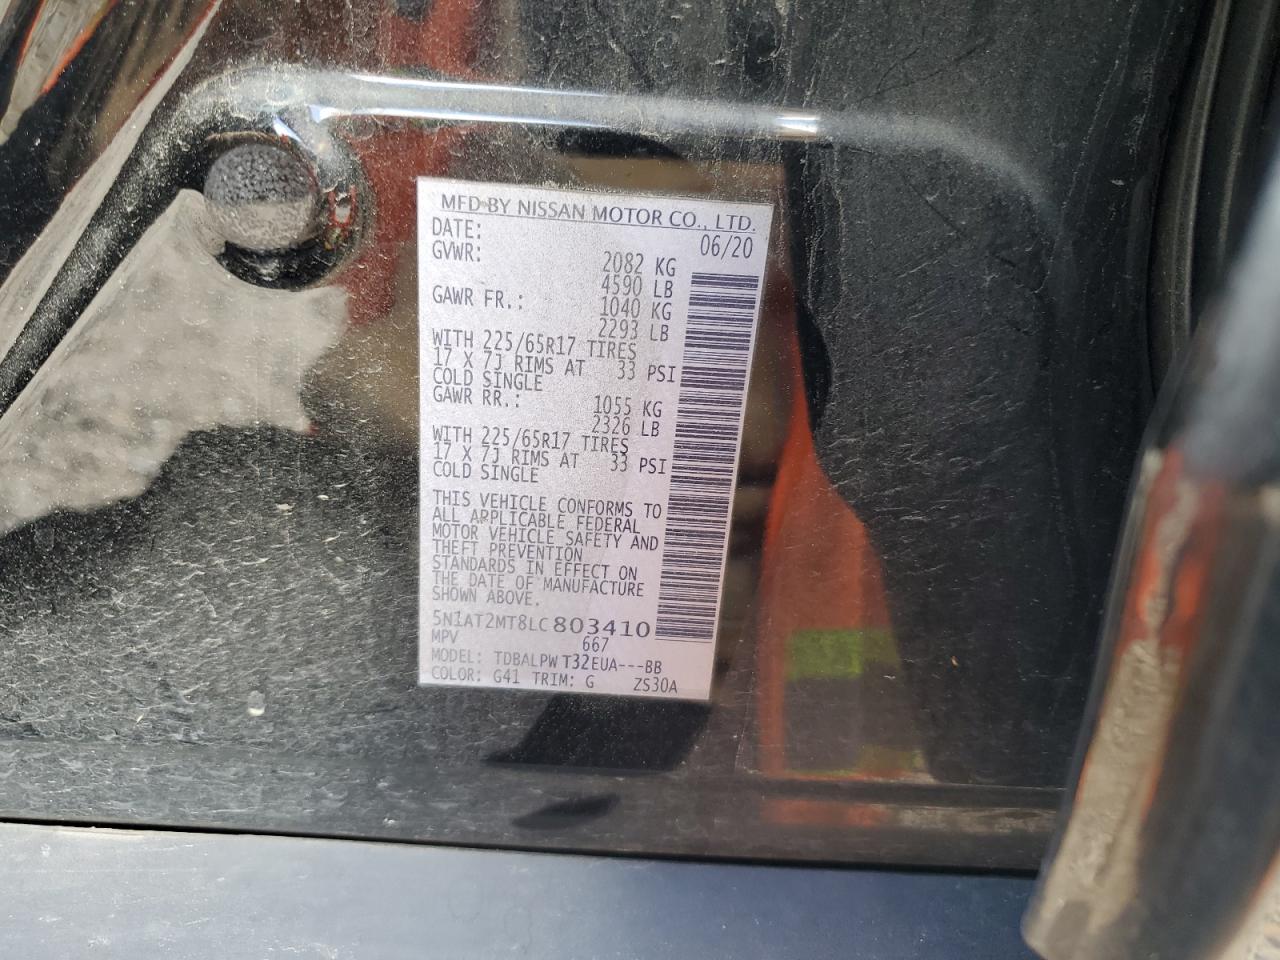 MFD BY NISSAN MOTOR CO., LTD.
DATE: 06/20
GVWR: 2082 KG
4590 LB
GAWR FR.: 1040 KG
2293 LB
WITH 225/65R17 TIRES
17 X 7J RIMS AT 33 PSI
COLD SINGLE
GAWR RR.: 1055 KG
2326 LB
WITH 225/65R17 TIRES
17 X 7J RIMS AT 33 PSI
COLD SINGLE
THIS VEHICLE CONFORMS TO
ALL APPLICABLE FEDERAL
MOTOR VEHICLE SAFETY AND
THEFT PREVENTION
STANDARDS IN EFFECT ON
THE DATE OF MANUFACTURE
SHOWN ABOVE.
5N1AT2MT8LC803410
MPV 667
MODEL: TDBALPWT32EUA---BB
COLOR: G41 TRIM: G ZS30A